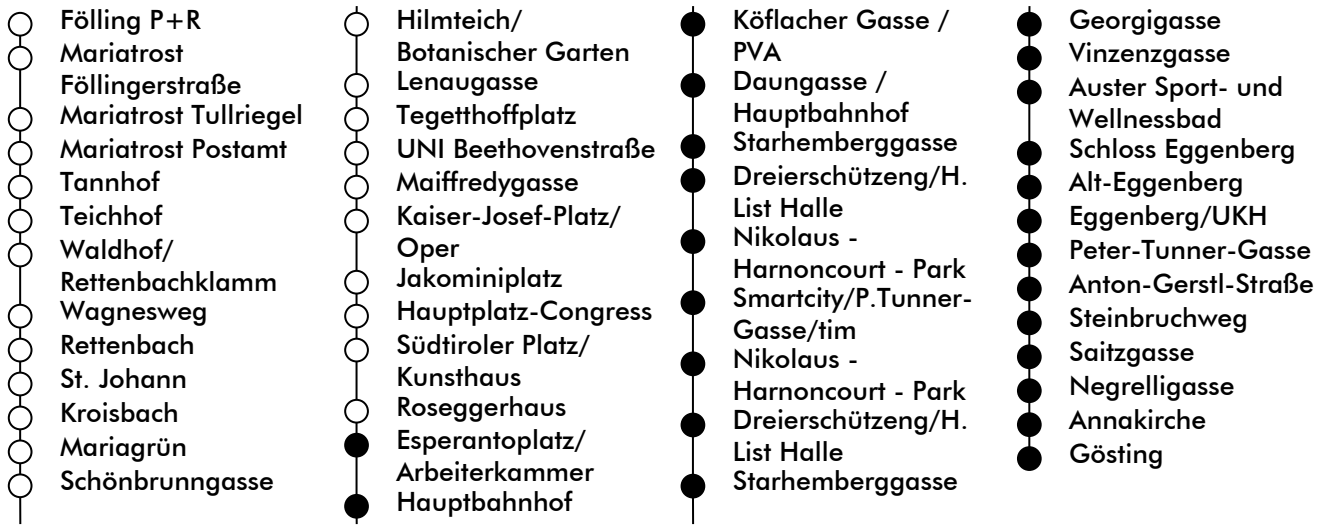 Fölling P+R
Mariatrost
Föllingerstraße
Mariatrost Tullriegel
Mariatrost Postamt
Tannhof
Teichhof
Waldhof/
Rettenbachklamm
Wagnesweg
Rettenbach
St. Johann
Kroisbach
Mariagrün
Schönbrunngasse
Hilmteich/
Botanischer Garten
Lenaugasse
Tegetthoffplatz
UNI Beethovenstraße
Maiffredygasse
Kaiser-Josef-Platz/
Oper
Jakominiplatz
Hauptplatz-Congress
Südtiroler Platz/
Kunsthaus
Roseggerhaus
Esperantoplatz/
Arbeiterkammer
Hauptbahnhof
Köflacher Gasse /
PVA
Daungasse /
Hauptbahnhof
Starhemberggasse
Dreierschützeng/H.
List Halle
Nikolaus -
Harnoncourt - Park
Smartcity/P.Tunner-
Gasse/tim
Nikolaus -
Harnoncourt - Park
Dreierschützeng/H.
List Halle
Starhemberggasse
Georgigasse
Vinzenzgasse
Auster Sport- und
Wellnessbad
Schloss Eggenberg
Alt-Eggenberg
Eggenberg/UKH
Peter-Tunner-Gasse
Anton-Gerstl-Straße
Steinbruchweg
Saitzgasse
Negrelligasse
Annakirche
Gösting